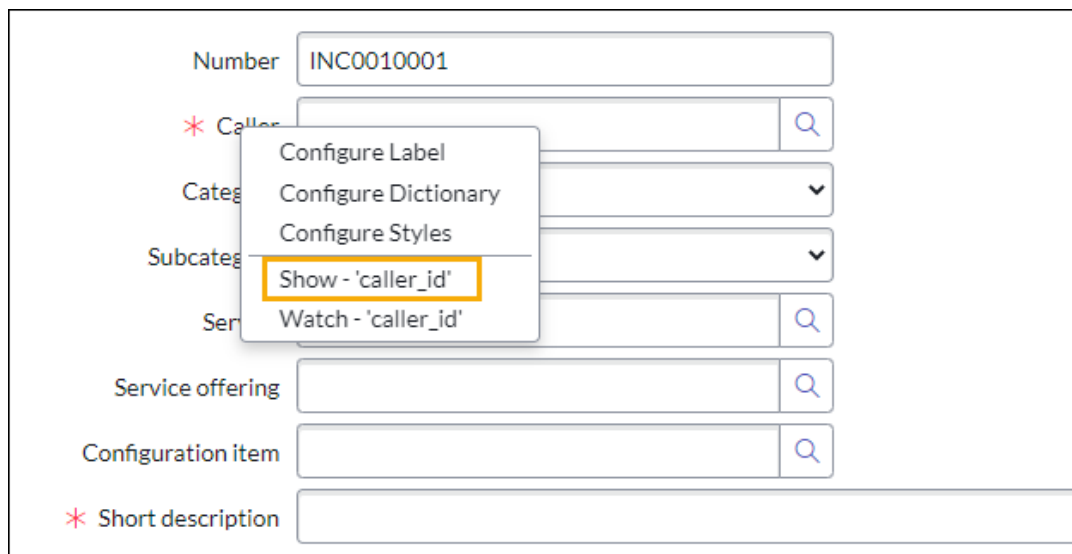 Number INC0010001
Caller
Configure Label
Configure Dictionary
Configure Styles
Show - 'caller_id'
Watch - 'caller_id'
Service offering
Configuration item
Short description